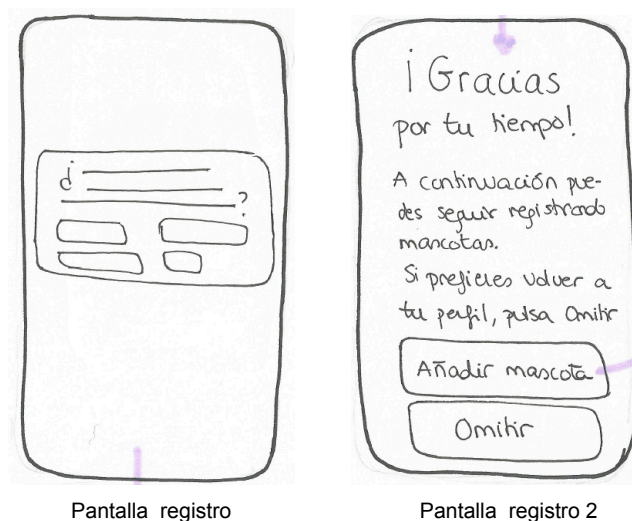 ¿
?
¡Gracias
por tu tiempo!
A continuación pue-
des seguir registrando
mascotas.
Si prefieres volver a
tu perfil, pulsa Omitir
Añadir mascota
Omitir
Pantalla registro
Pantalla registro 2